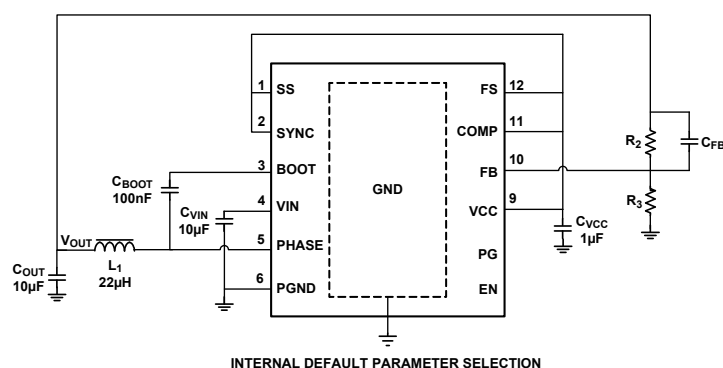 1
SS
2
SYNC
3
BOOT
4
VIN
5
PHASE
6
PGND
GND
12
FS
11
COMP
10
FB
9
VCC
PG
EN
CBOOT
100nF
CVIN
10µF
VOUT
L1
22µH
COUT
10µF
R2
CFB
R3
CVCC
1µF
INTERNAL DEFAULT PARAMETER SELECTION